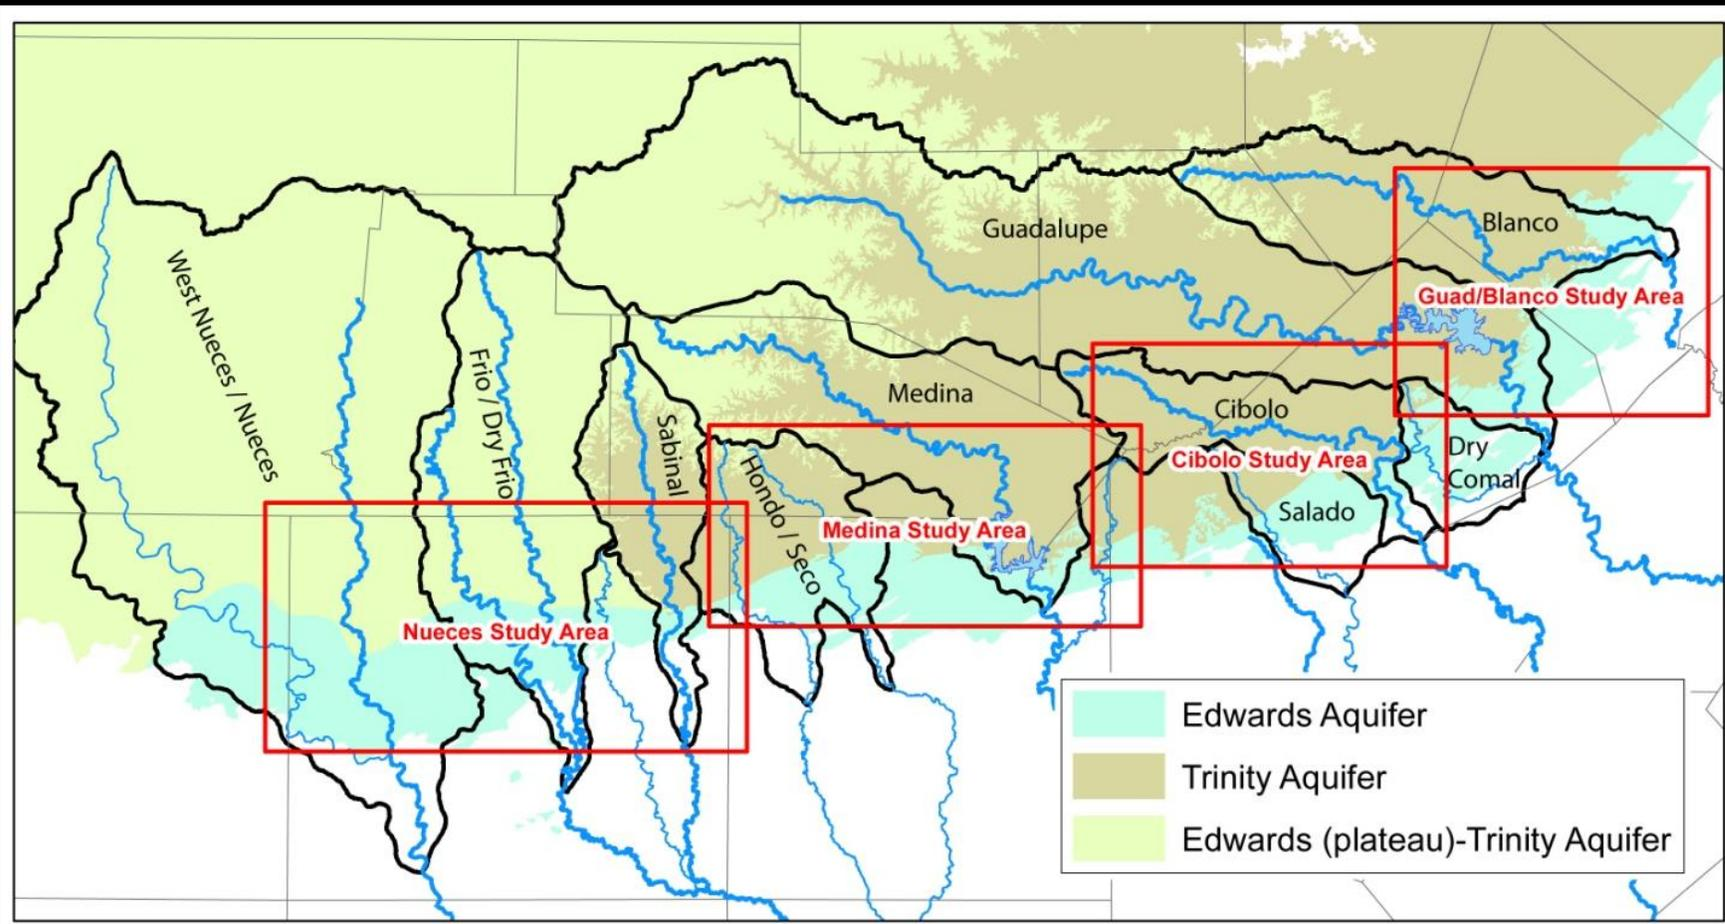 Guadalupe
Blanco
West Nueces / Nueces
Guad/Blanco Study Area
Frio / Dry Frio
Medina
Cibolo
Sabinal
Dry
Comal
Cibolo Study Area
Hondo / Seco
Salado
Medina Study Area
Nueces Study Area
Edwards Aquifer
Trinity Aquifer
Edwards (plateau)-Trinity Aquifer